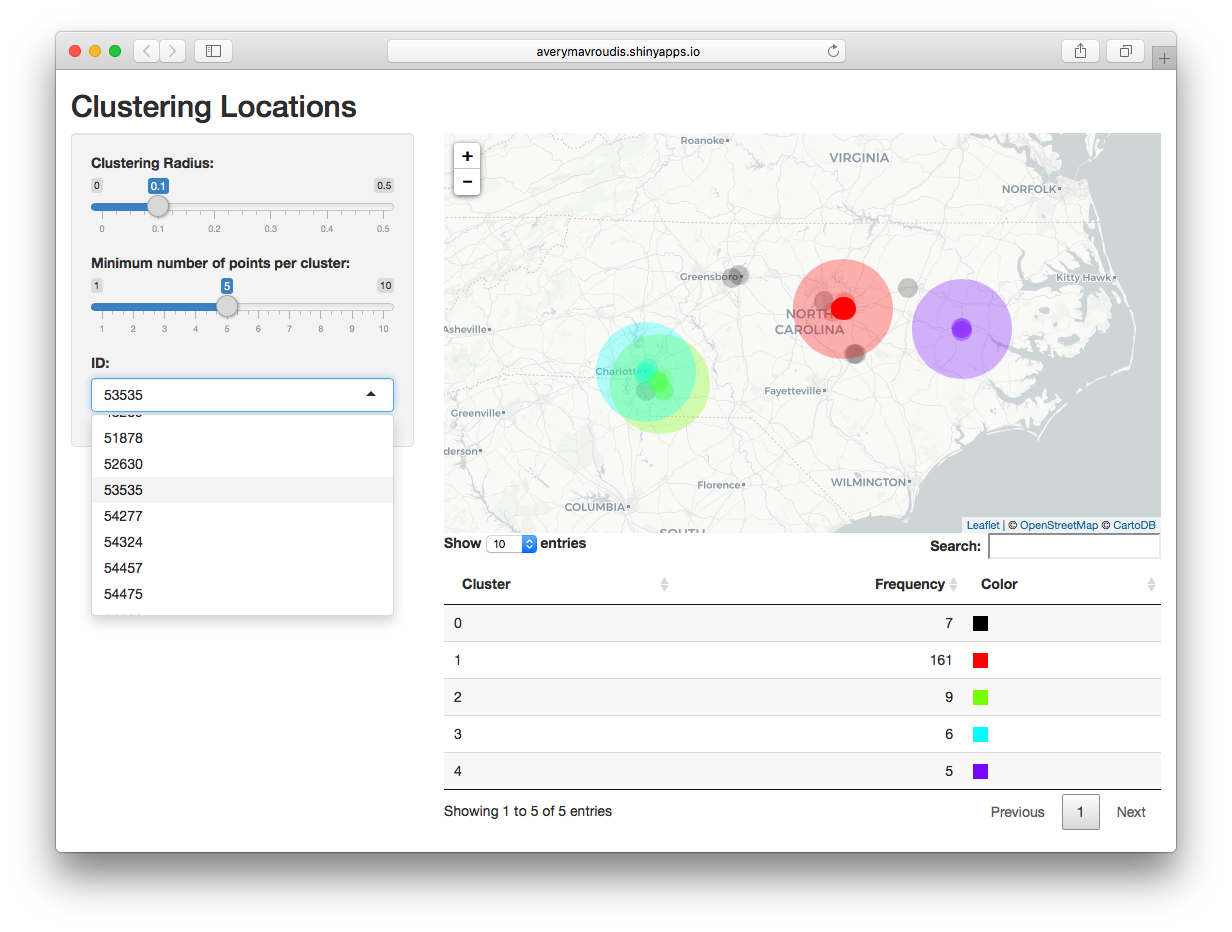 averymavroudis.shinyapps.io
Clustering Locations
Clustering Radius:
0 0.1 0.5
0 0.1 0.2 0.3 0.4 0.5
Minimum number of points per cluster:
1 5 10
1 2 3 4 5 6 7 8 9 10
ID:
53535
51878
52630
53535
54277
54324
54457
54475
+
−
Roanoke
VIRGINIA
NORFOLK
Greensboro
Kitty Hawk
Asheville
NORTH
CAROLINA
Charlotte
Fayetteville
Greenville
derson
Florence
WILMINGTON
COLUMBIA
SOUTH
Leaflet | © OpenStreetMap © CartoDB
Show 10 entries
Search:
Cluster Frequency Color
0 7
1 161
2 9
3 6
4 5
Showing 1 to 5 of 5 entries
Previous 1 Next